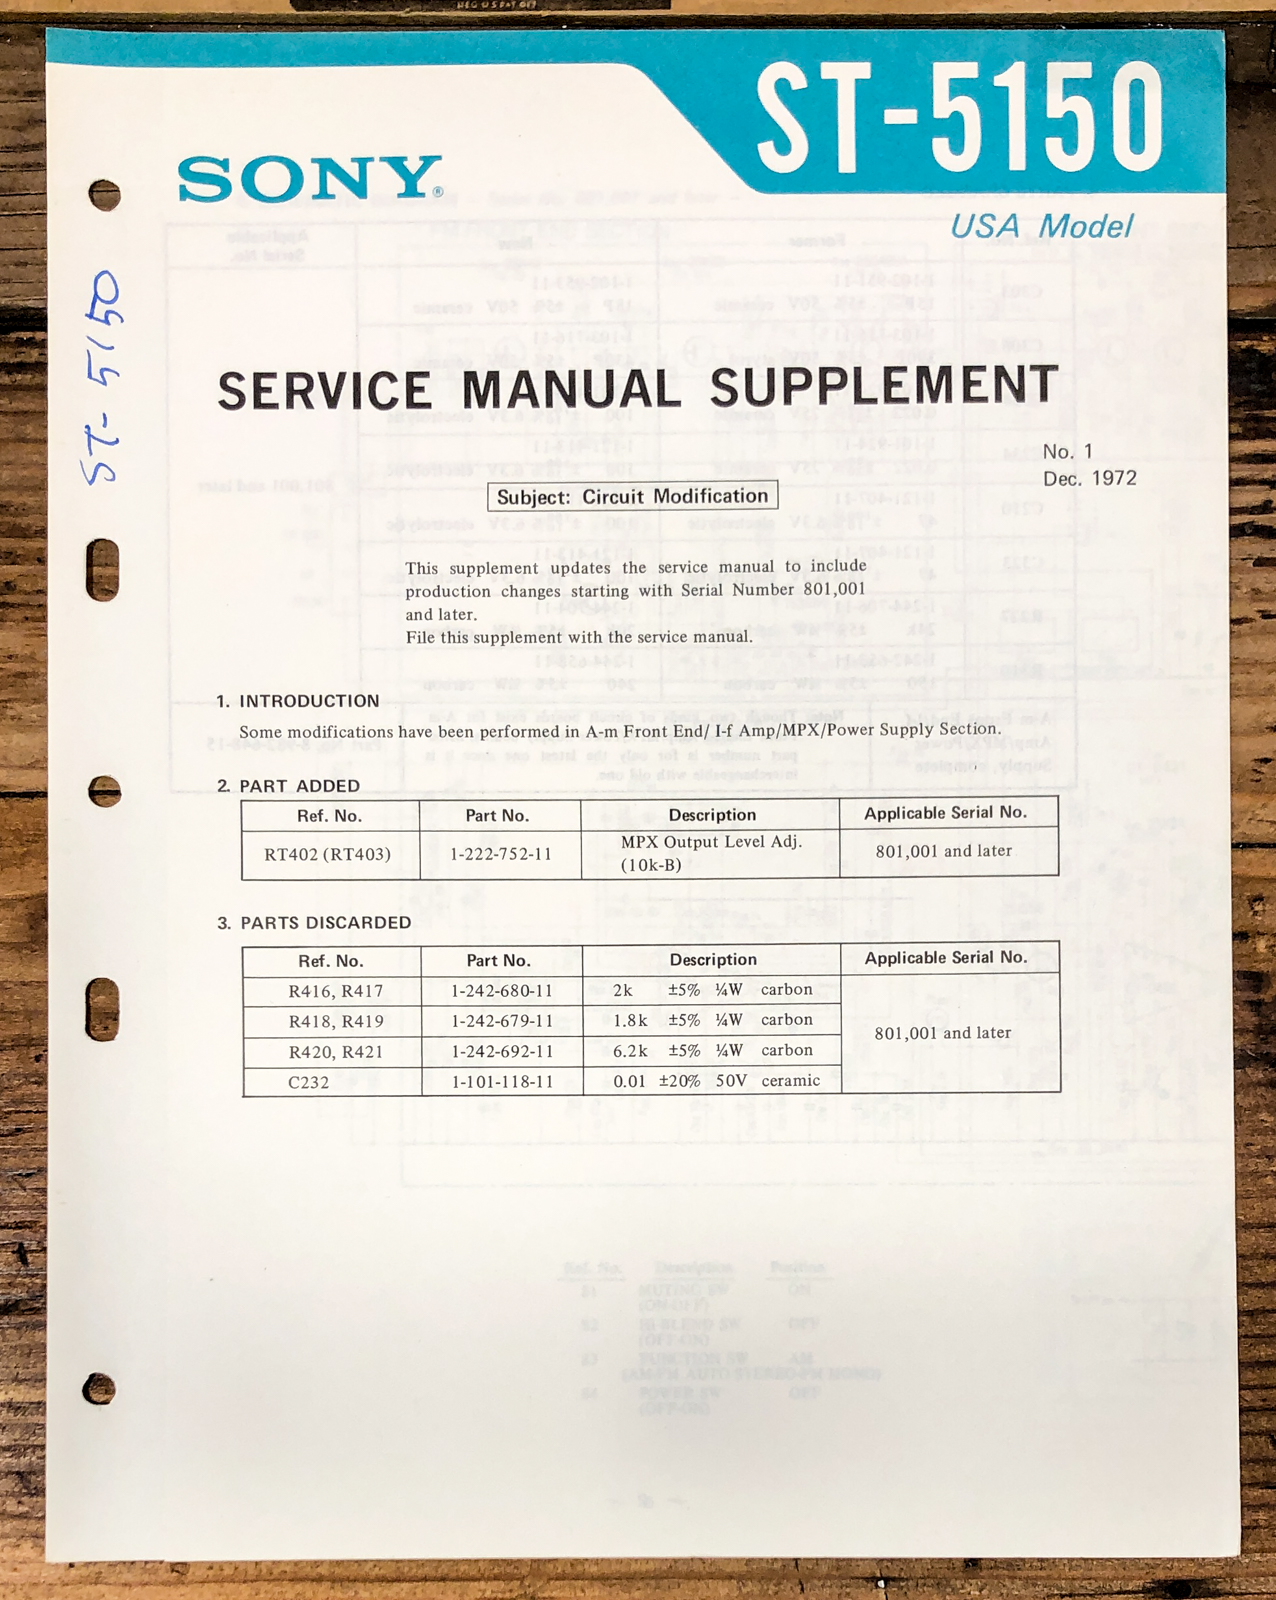 ST-5150
SONY®
USA Model
ST-5150
SERVICE MANUAL SUPPLEMENT
No. 1
Dec. 1972
Subject: Circuit Modification
This supplement updates the service manual to include
production changes starting with Serial Number 801,001
and later.
File this supplement with the service manual.
1. INTRODUCTION
Some modifications have been performed in A-m Front End/ I-f Amp/MPX/Power Supply Section.
2. PART ADDED
Ref. No. Part No. Description Applicable Serial No.
RT402 (RT403) 1-222-752-11 MPX Output Level Adj. 801,001 and later
(10k-B)
3. PARTS DISCARDED
Ref. No. Part No. Description Applicable Serial No.
R416, R417 1-242-680-11 2k ±5% ¼W carbon
R418, R419 1-242-679-11 1.8k ±5% ¼W carbon
801,001 and later
R420, R421 1-242-692-11 6.2k ±5% ¼W carbon
C232 1-101-118-11 0.01 ±20% 50V ceramic